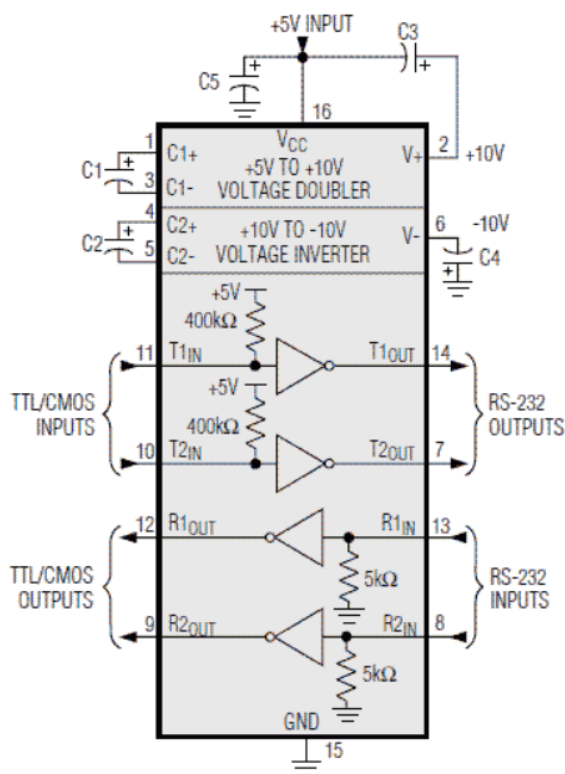 +5V INPUT
C3
+
C5
+
16
VCC
1
C1+
+5V TO +10V
V+
2
+10V
C1
+
3
C1-
VOLTAGE DOUBLER
4
C2+
+10V TO -10V
V-
6
-10V
C2
+
5
C2-
VOLTAGE INVERTER
C4
+
+5V
400kΩ
11
T1IN
T1OUT
14
+5V
TTL/CMOS
INPUTS
RS-232
OUTPUTS
400kΩ
10
T2IN
T2OUT
7
12
R1OUT
R1IN
13
TTL/CMOS
OUTPUTS
5kΩ
RS-232
INPUTS
9
R2OUT
R2IN
8
5kΩ
GND
15